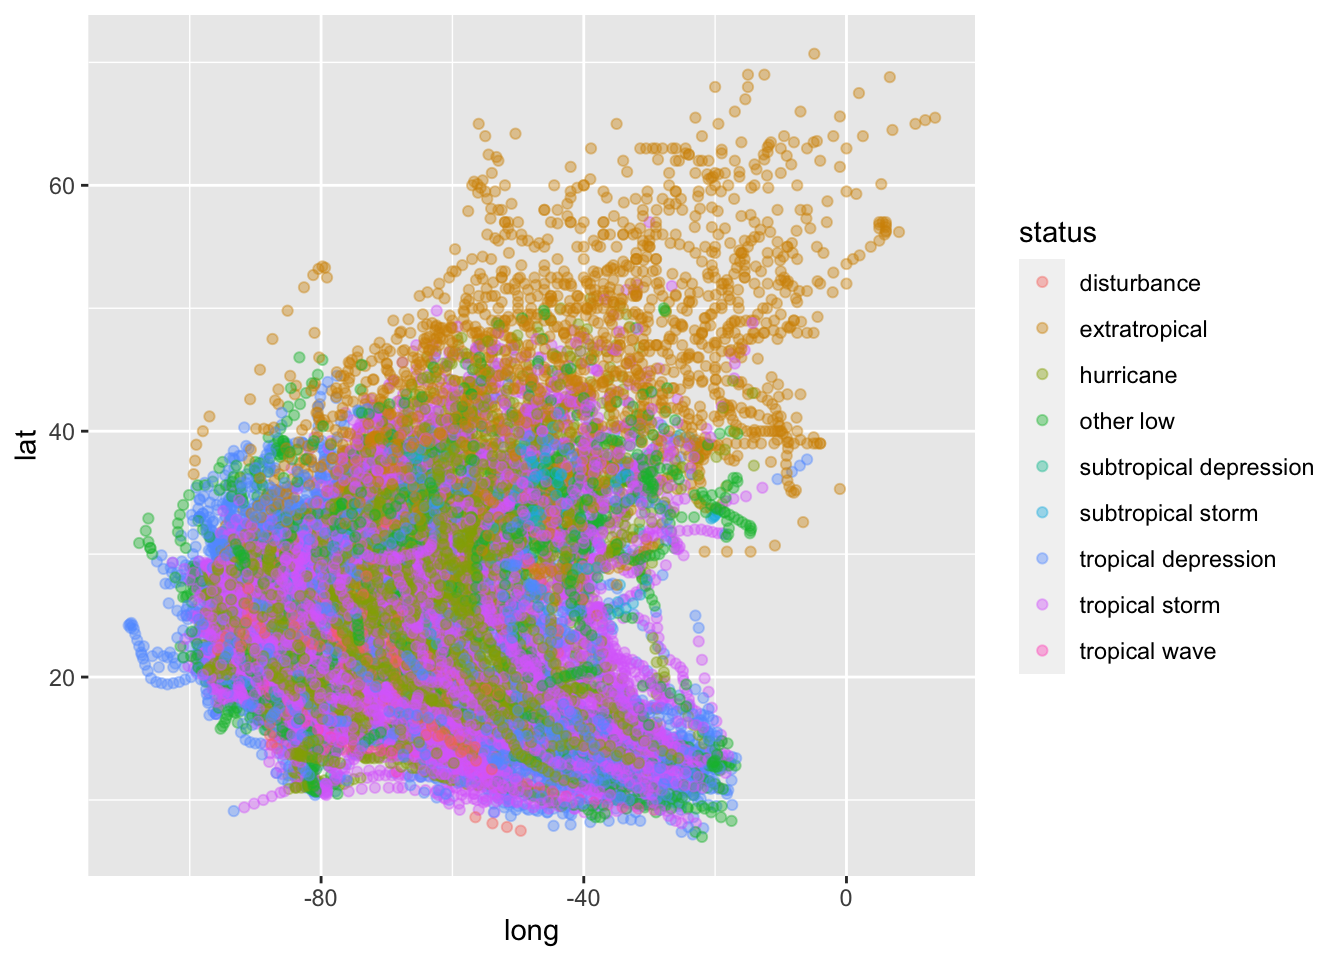 60
40
20
lat
-80
-40
0
long
status
disturbance
extratropical
hurricane
other low
subtropical depression
subtropical storm
tropical depression
tropical storm
tropical wave